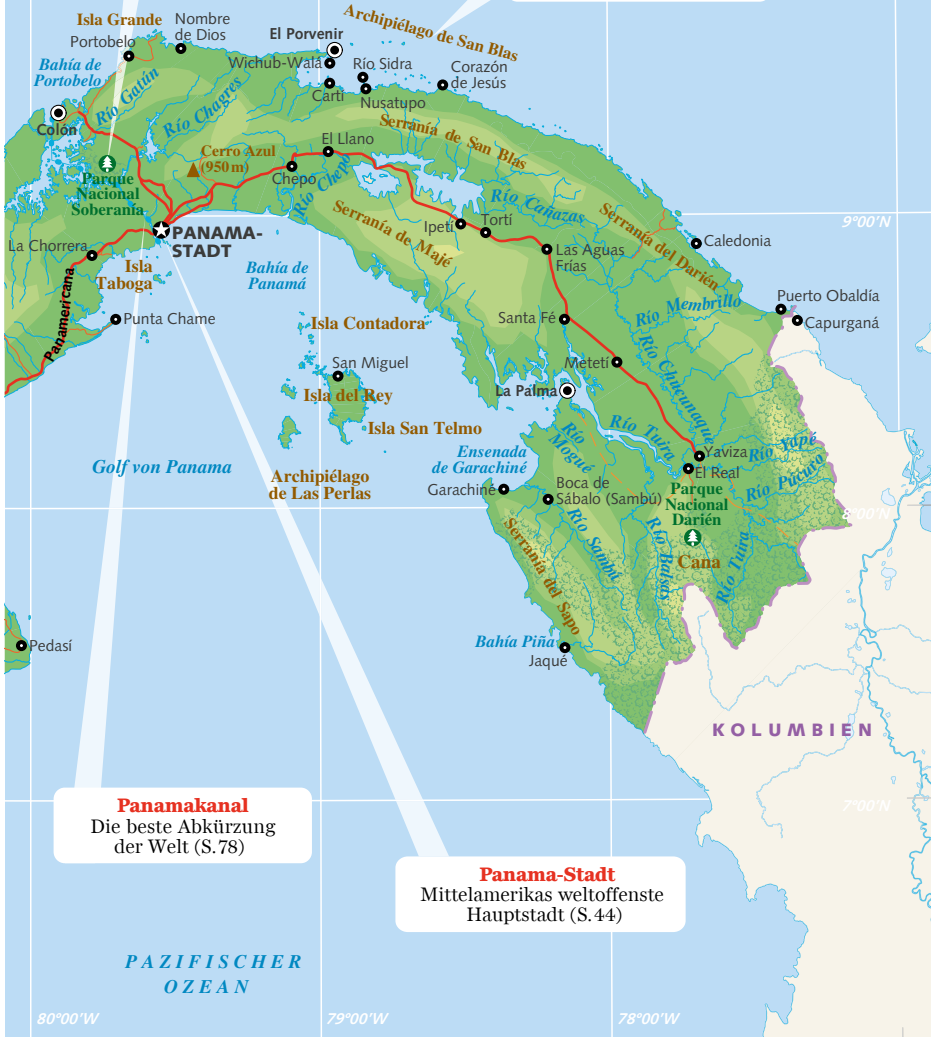 Archipiélago de San Blas
Isla Grande
Nombre
de Dios
Portobelo
El Porvenir
Bahía de
Portobelo
Wichub-Walá
Río Sidra
Corazón
de Jesús
Cartí
Nusatupo
Río Gatún
Río Chagres
Colón
El Llano
Serranía de San Blas
Cerro Azul
(950 m)
Chepo
Río Chepo
Parque
Nacional
Soberanía
Río Cañazas
Serranía de Majé
Ipetí
Tortí
Serranía del Darién
9°00'N
PANAMA-
STADT
La Chorrera
Caledonia
Las Aguas
Frías
Isla
Taboga
Bahía de
Panamá
Panamericana
Río Membrillo
Puerto Obaldía
Capurganá
Punta Chame
Isla Contadora
Santa Fé
San Miguel
Metetí
Río Chucunaque
Isla del Rey
La Palma
Isla San Telmo
Río
Mogué
Río Tuira
Yaviza
Río Yapé
Ensenada
de Garachiné
El Real
Río Púcuro
Golf von Panama
Archipiélago
de Las Perlas
Garachiné
Boca de
Sábalo (Sambú)
Parque
Nacional
Darién
8°00'N
Serranía del Sapo
Río Sambú
Río Balsas
Cana
Río Tuira
Pedasí
Bahía Piña
Jaqué
KOLUMBIEN
Panamakanal
Die beste Abkürzung
der Welt (S. 78)
7°00'N
Panama-Stadt
Mittelamerikas weltoffenste
Hauptstadt (S. 44)
PAZIFISCHER
OZEAN
80°00'W
79°00'W
78°00'W